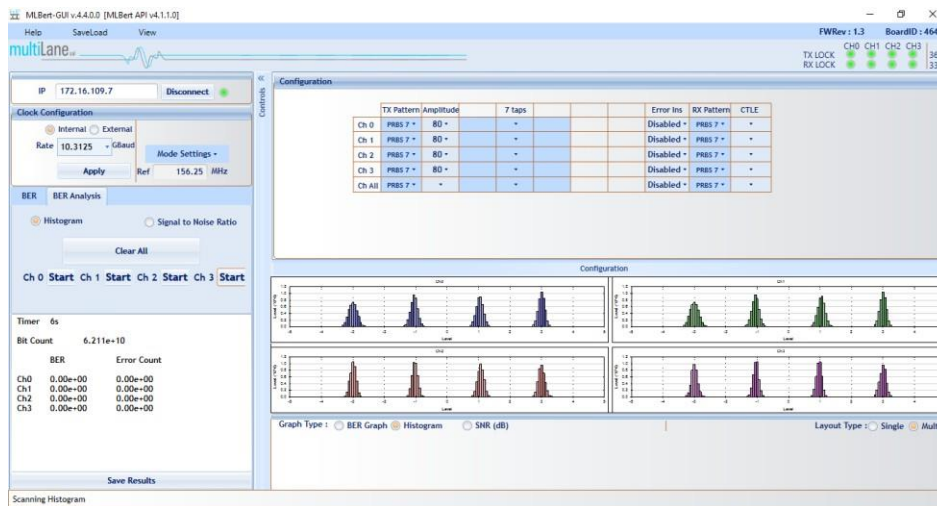 MLBert-GUI v.4.4.0.0 [MLBert API v4.1.1.0]
Help SaveLoad View
FWRev : 1.3 BoardID : 464
multiLane
CH0 CH1 CH2 CH3
TX LOCK 36
RX LOCK 33
IP 172.16.109.7 Disconnect
Controls
Configuration
Clock Configuration
Internal External
Rate 10.3125 GBaud
Mode Settings
Apply Ref 156.25 MHz
TX Pattern Amplitude 7 taps Error Ins RX Pattern CTLE
Ch 0 PRBS 7 80 Disabled PRBS 7
Ch 1 PRBS 7 80 Disabled PRBS 7
Ch 2 PRBS 7 80 Disabled PRBS 7
Ch 3 PRBS 7 80 Disabled PRBS 7
Ch All PRBS 7 Disabled PRBS 7
BER BER Analysis
Histogram Signal to Noise Ratio
Clear All
Ch 0 Start Ch 1 Start Ch 2 Start Ch 3 Start
Configuration
Level
Level
Level
Level
Timer 6s
Bit Count 6.211e+10
BER Error Count
Ch0 0.00e+00 0.00e+00
Ch1 0.00e+00 0.00e+00
Ch2 0.00e+00 0.00e+00
Ch3 0.00e+00 0.00e+00
Graph Type : BER Graph Histogram SNR (dB)
Layout Type : Single Mult
Save Results
Scanning Histogram